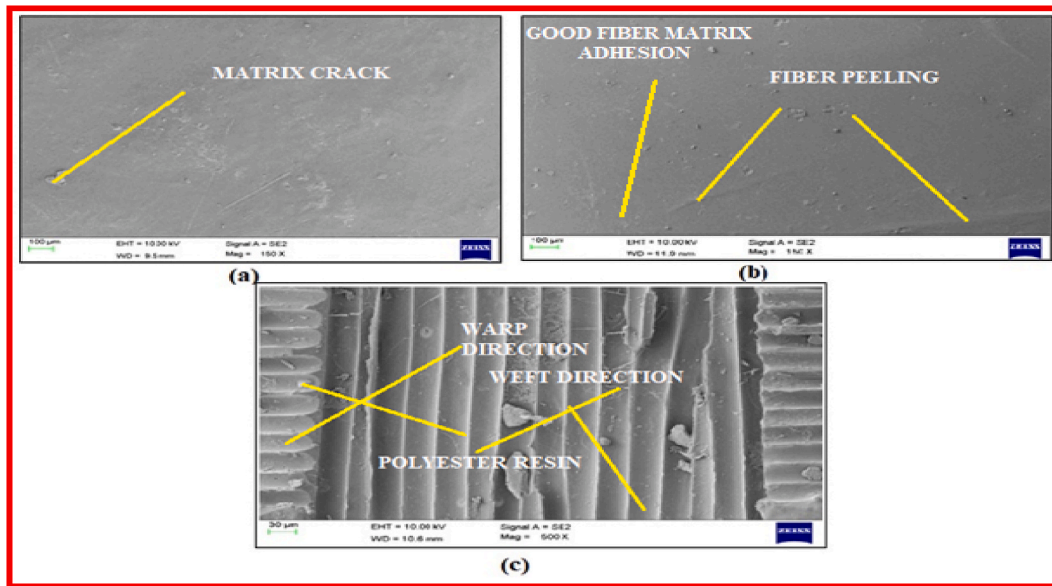 MATRIX CRACK
100 µm
EHT = 10.00 kV
WD = 9.5 mm
Signal A = SE2
Mag = 150 X
ZEISS
(a)
GOOD FIBER MATRIX
ADHESION
FIBER PEELING
100 µm
EHT = 10.00 kV
WD = 11.9 mm
Signal A = SE2
Mag = 150 X
ZEISS
(b)
WARP
DIRECTION
WEFT DIRECTION
POLYESTER RESIN
30 µm
EHT = 10.00 kV
WD = 10.6 mm
Signal A = SE2
Mag = 500 X
ZEISS
(c)